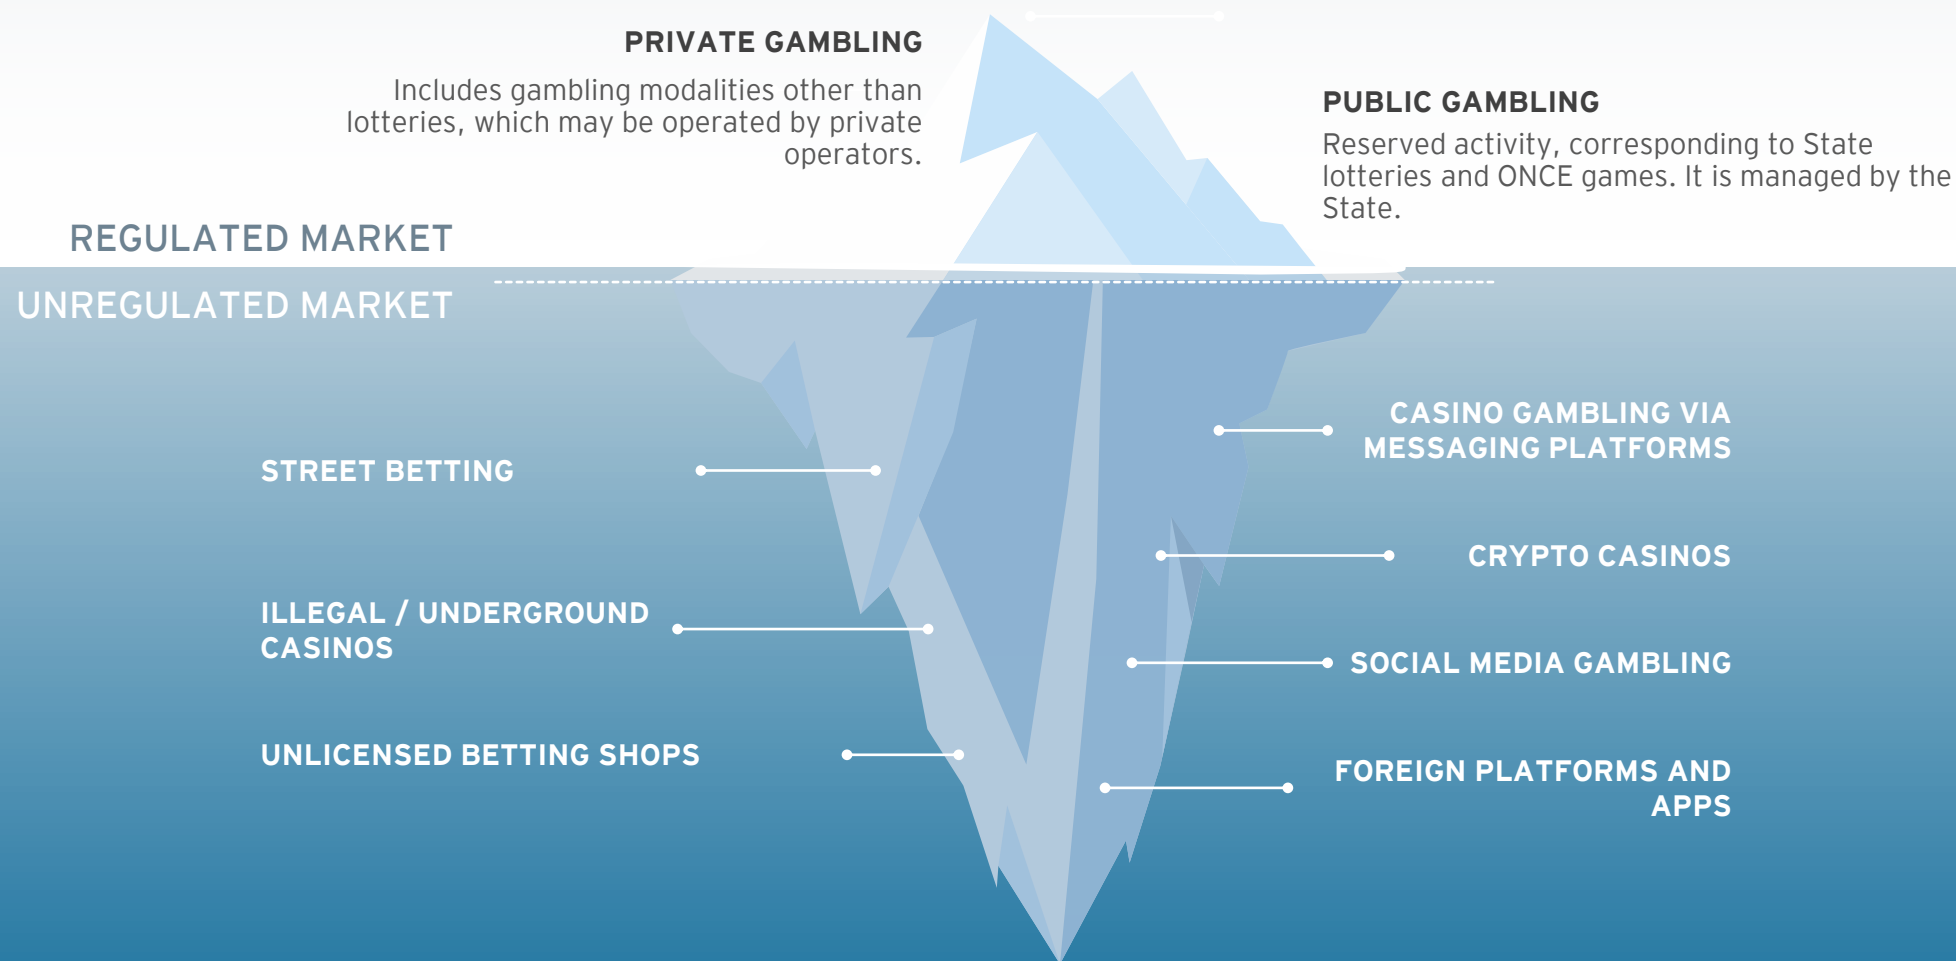 PRIVATE GAMBLING
Includes gambling modalities other than
lotteries, which may be operated by private
operators.
PUBLIC GAMBLING
Reserved activity, corresponding to State
lotteries and ONCE games. It is managed by the
State.
REGULATED MARKET
UNREGULATED MARKET
STREET BETTING
ILLEGAL / UNDERGROUND
CASINOS
UNLICENSED BETTING SHOPS
CASINO GAMBLING VIA
MESSAGING PLATFORMS
CRYPTO CASINOS
SOCIAL MEDIA GAMBLING
FOREIGN PLATFORMS AND
APPS